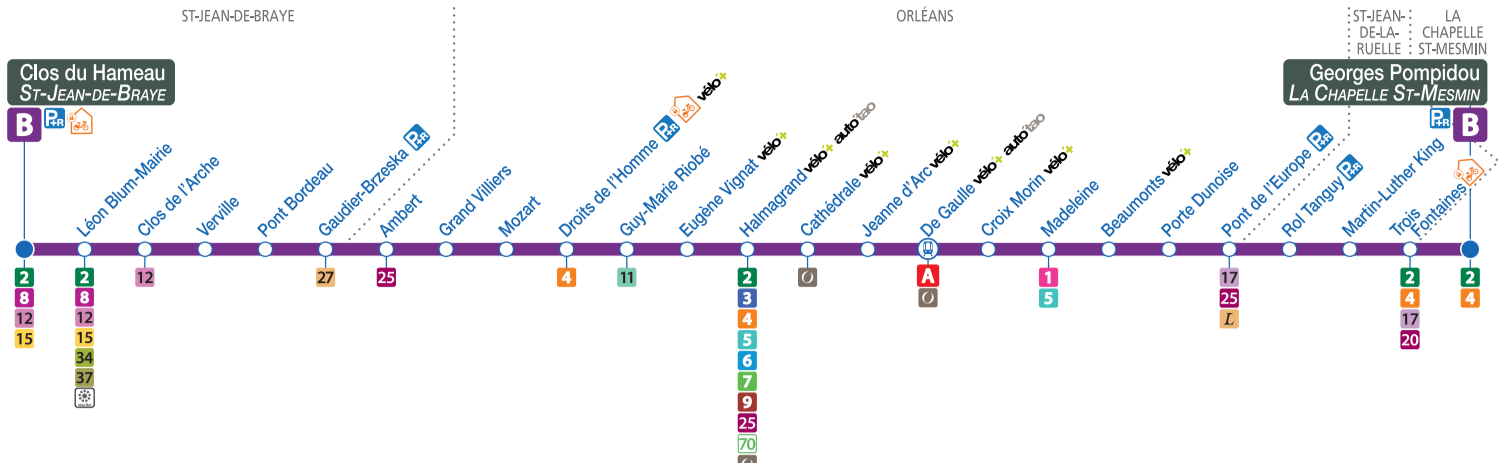 ST-JEAN-DE-BRAYE
ORLÉANS
ST-JEAN-
DE-LA-
RUELLE
LA
CHAPELLE
ST-MESMIN
Clos du Hameau
ST-JEAN-DE-BRAYE
B P+R
Georges Pompidou
LA CHAPELLE ST-MESMIN
P+R B
Léon Blum-Mairie
Clos de l'Arche
Verville
Pont Bordeau
Gaudier-Brzeska P+R
Ambert
Grand Villiers
Mozart
Droits de l'Homme P+R vélo+
Guy-Marie Riobé
Eugène Vignat vélo+
Halmagrand vélo+ auto'tao
Cathédrale vélo+
Jeanne d'Arc vélo+
De Gaulle vélo+ auto'tao
Croix Morin vélo+
Madeleine
Beaumonts vélo+
Porte Dunoise
Pont de l'Europe P+R
Rol Tanguy P+R
Martin-Luther King
Trois
Fontaines
2
8
12
15
2
8
12
15
34
37
12
27
25
4
11
2
3
4
5
6
7
9
25
70
O
O
A
O
1
5
17
25
L
2
4
17
20
2
4